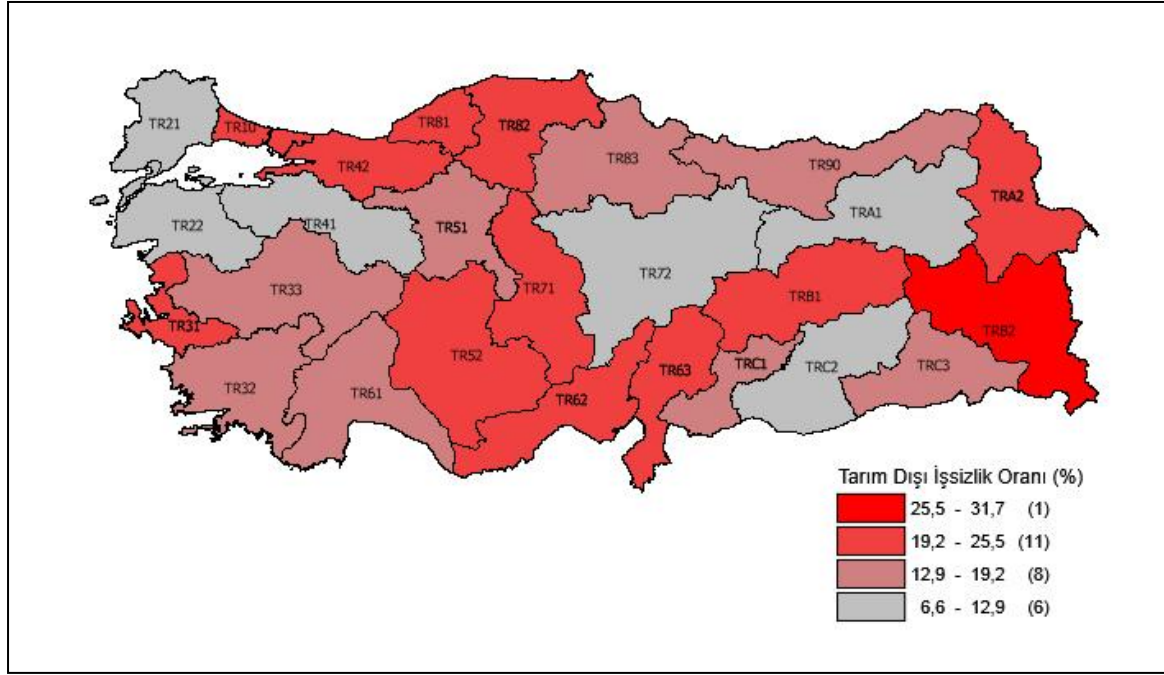 TR21
TR10
TR81
TR82
TR42
TR83
TR90
TRA2
TRA1
TR22
TR41
TR51
TR72
TR33
TR71
TRB1
TR31
TRB2
TR52
TR63
TRC1
TRC2
TRC3
TR32
TR61
TR62
Tarım Dışı İşsizlik Oranı (%)
25,5 - 31,7 (1)
19,2 - 25,5 (11)
12,9 - 19,2 (8)
6,6 - 12,9 (6)